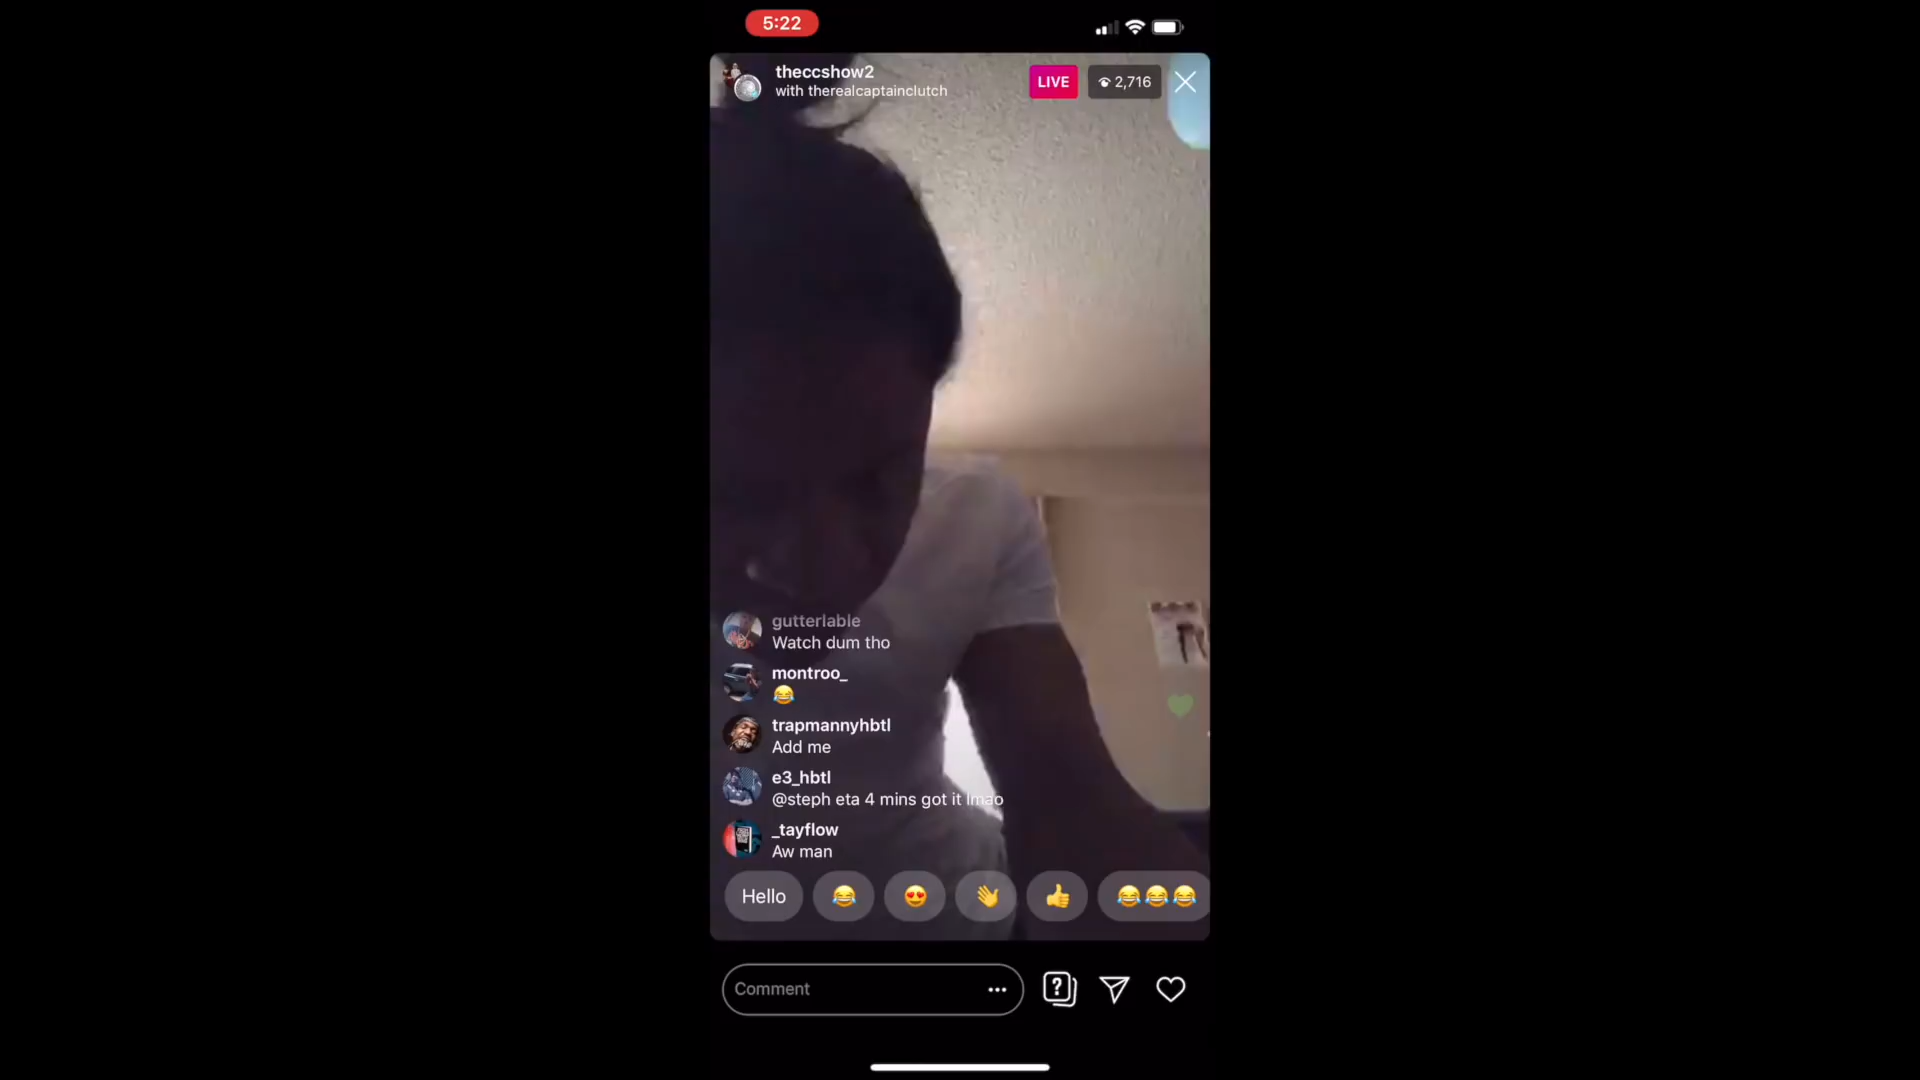 5:22
theccshow2
with therealcaptainclutch
LIVE
2,716
gutterlable
Watch dum tho
montroo_
😂
trapmannyhbtl
Add me
e3_hbtl
@steph eta 4 mins got it lmao
_tayflow
Aw man
Hello 😂 😍 👋 👍 😂😂😂
Comment